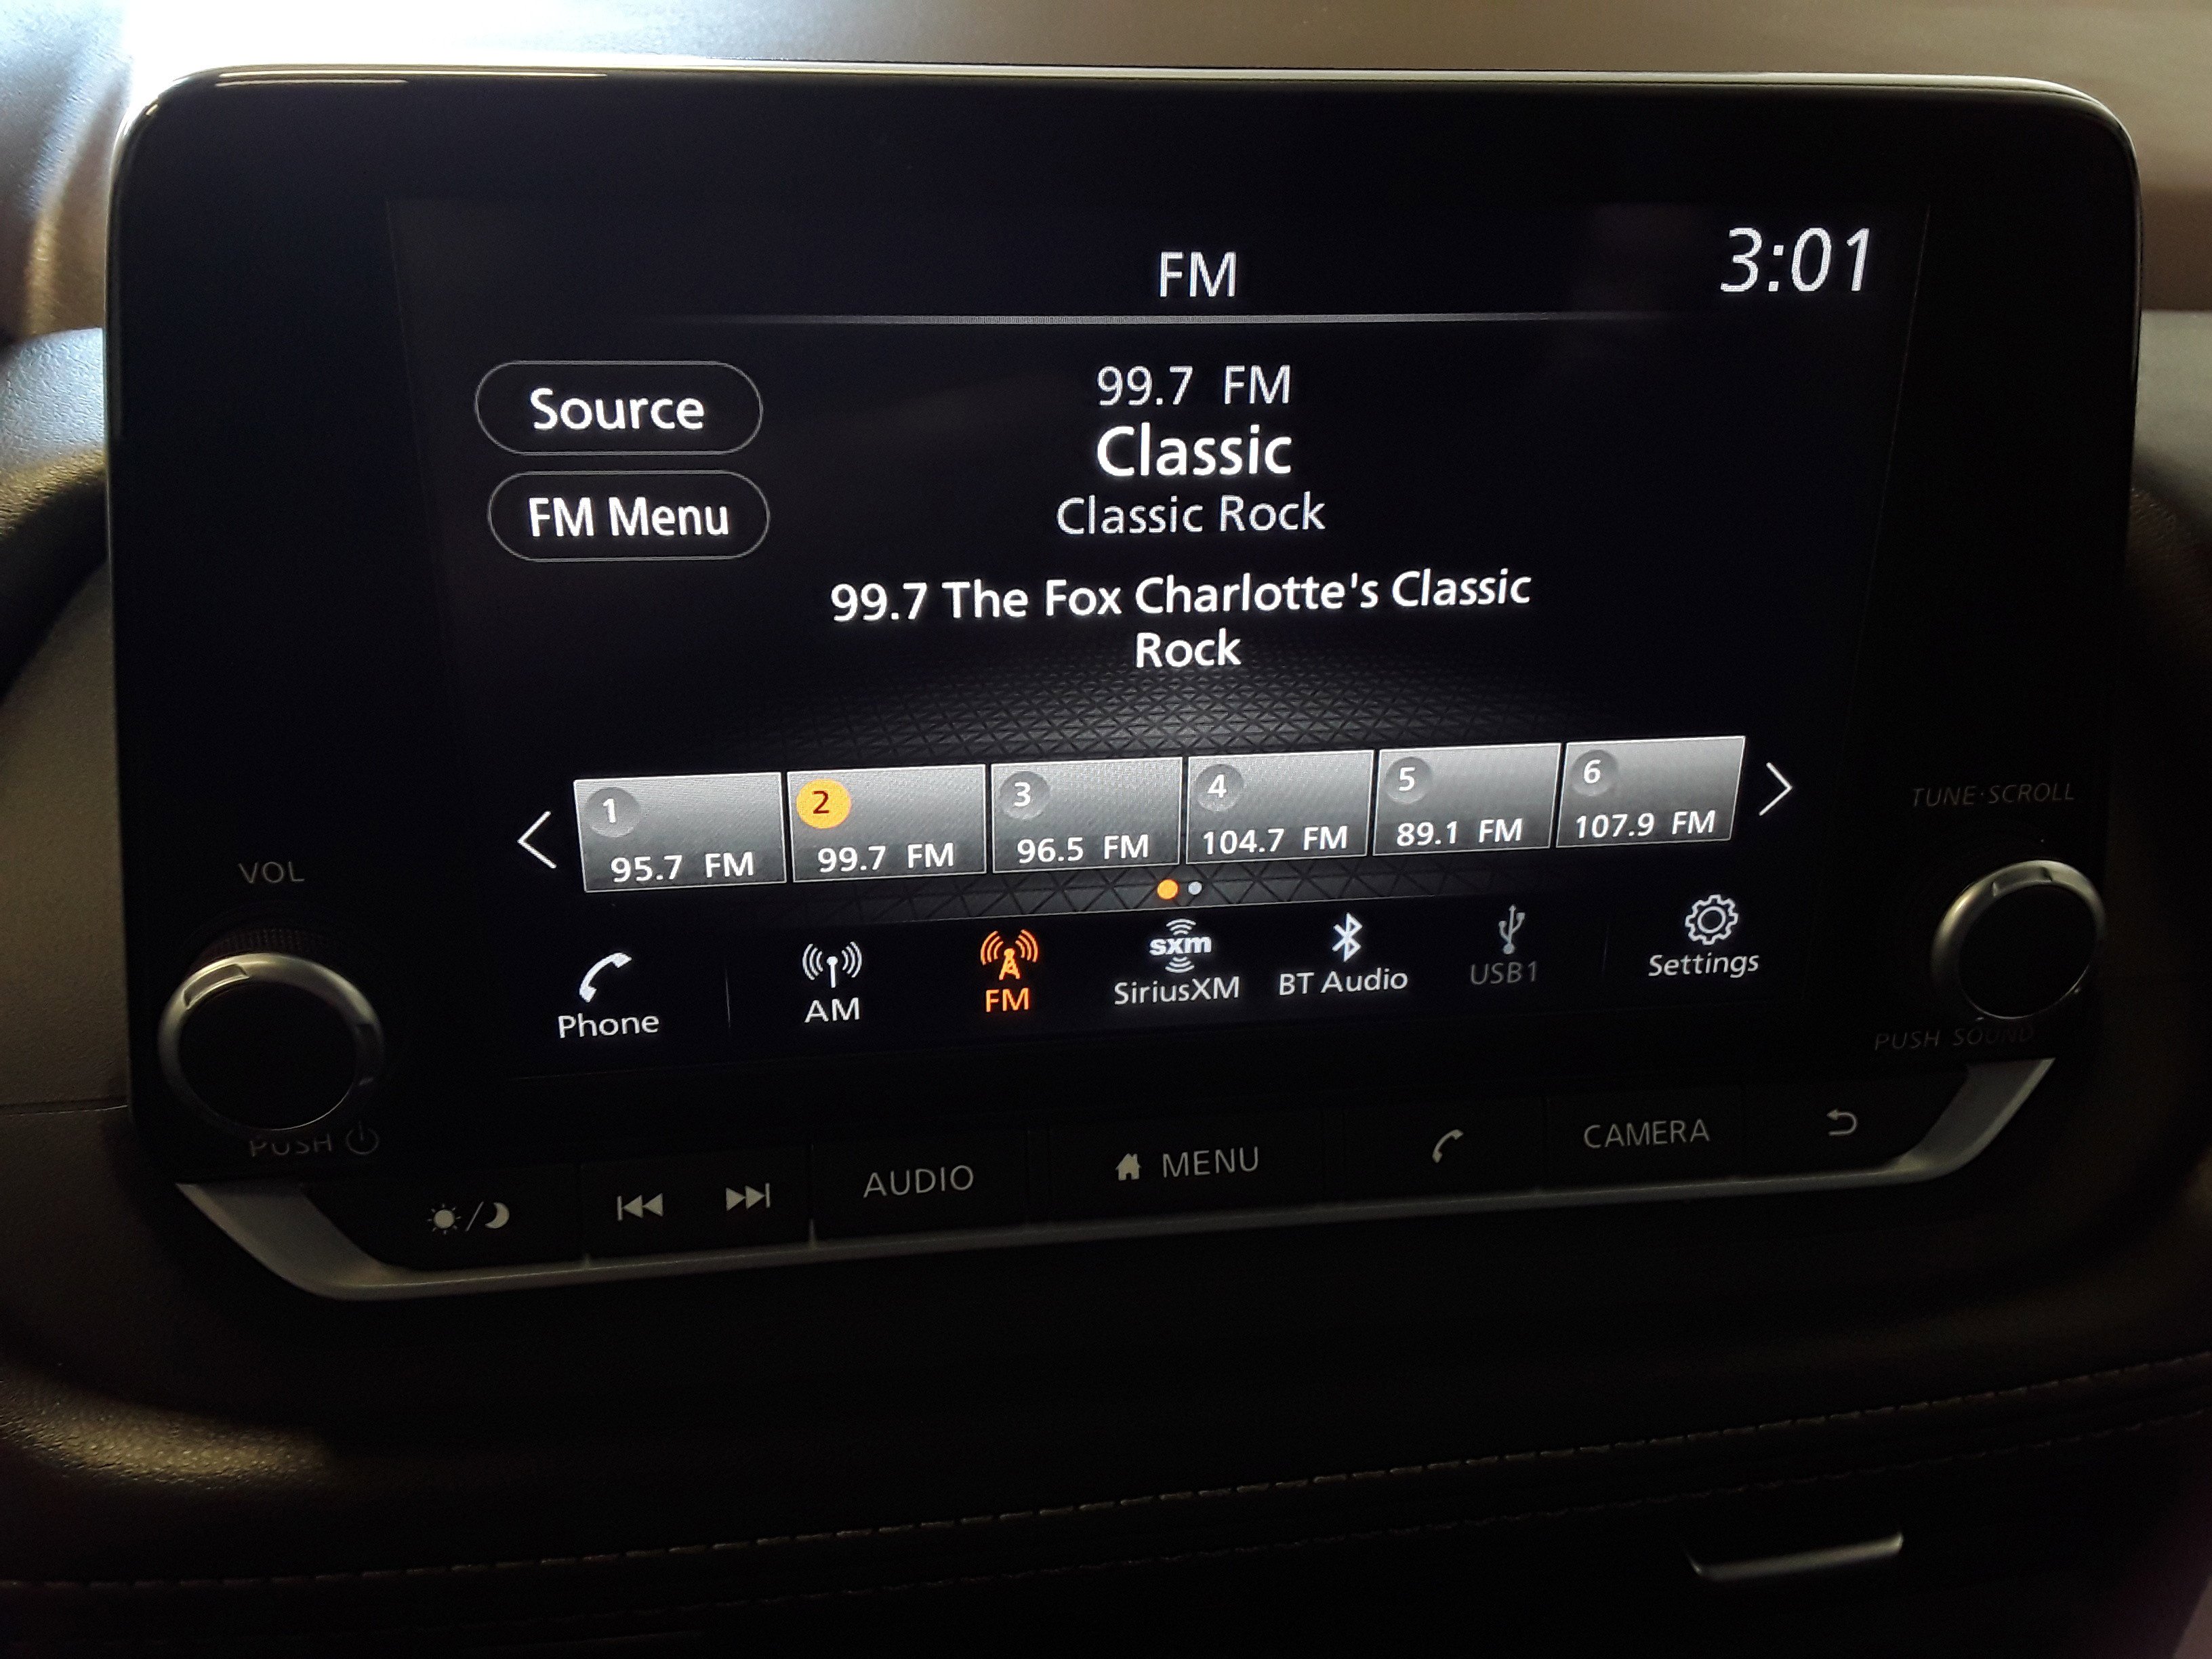 FM
3:01
Source
99.7 FM
Classic
FM Menu
Classic Rock
99.7 The Fox Charlotte's Classic
Rock
1
95.7 FM
2
99.7 FM
3
96.5 FM
4
104.7 FM
5
89.1 FM
6
107.9 FM
TUNE·SCROLL
VOL
Phone
AM
FM
sxm
SiriusXM
BT Audio
USB1
Settings
PUSH SOUND
PUSH
AUDIO
MENU
CAMERA